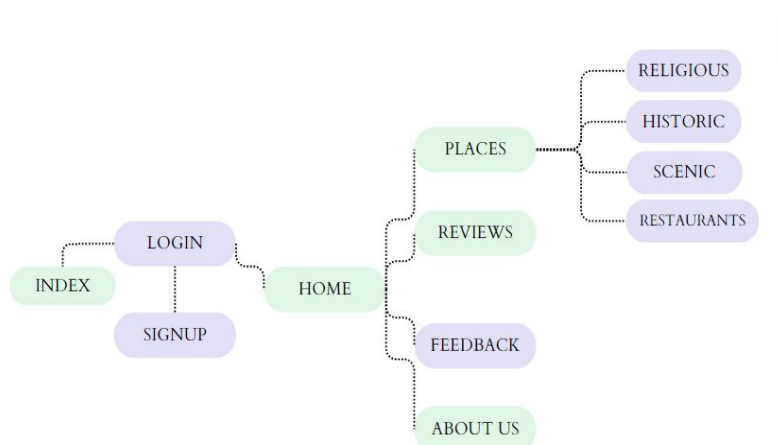 INDEX
LOGIN
SIGNUP
HOME
PLACES
REVIEWS
FEEDBACK
ABOUT US
RELIGIOUS
HISTORIC
SCENIC
RESTAURANTS